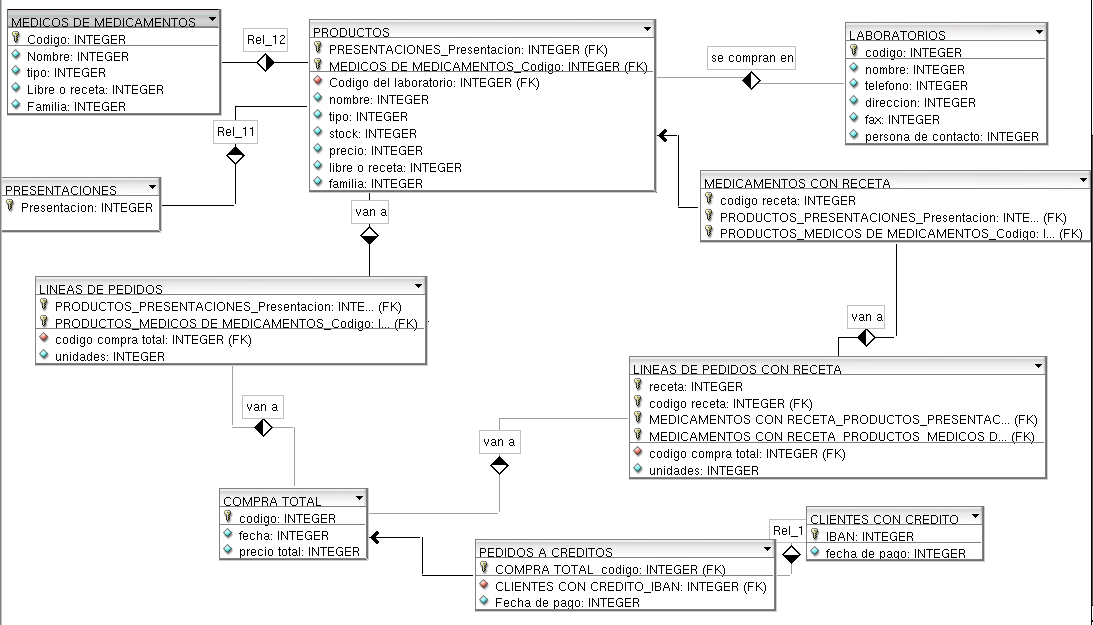 MEDICOS DE MEDICAMENTOS
Codigo: INTEGER
Nombre: INTEGER
tipo: INTEGER
Libre o receta: INTEGER
Familia: INTEGER
Rel_12
PRODUCTOS
PRESENTACIONES_Presentacion: INTEGER (FK)
MEDICOS DE MEDICAMENTOS_Codigo: INTEGER (FK)
Codigo del laboratorio: INTEGER (FK)
nombre: INTEGER
tipo: INTEGER
stock: INTEGER
precio: INTEGER
libre o receta: INTEGER
familia: INTEGER
se compran en
LABORATORIOS
codigo: INTEGER
nombre: INTEGER
telefono: INTEGER
direccion: INTEGER
fax: INTEGER
persona de contacto: INTEGER
Rel_11
PRESENTACIONES
Presentacion: INTEGER
MEDICAMENTOS CON RECETA
codigo receta: INTEGER
PRODUCTOS_PRESENTACIONES_Presentacion: INTE... (FK)
PRODUCTOS_MEDICOS DE MEDICAMENTOS_Codigo: I... (FK)
van a
LINEAS DE PEDIDOS
PRODUCTOS_PRESENTACIONES_Presentacion: INTE... (FK)
PRODUCTOS_MEDICOS DE MEDICAMENTOS_Codigo: I... (FK)
codigo compra total: INTEGER (FK)
unidades: INTEGER
van a
LINEAS DE PEDIDOS CON RECETA
receta: INTEGER
codigo receta: INTEGER (FK)
MEDICAMENTOS CON RECETA_PRODUCTOS_PRESENTAC... (FK)
MEDICAMENTOS CON RECETA_PRODUCTOS_MEDICOS D... (FK)
codigo compra total: INTEGER (FK)
unidades: INTEGER
van a
van a
COMPRA TOTAL
codigo: INTEGER
fecha: INTEGER
precio total: INTEGER
PEDIDOS A CREDITOS
COMPRA TOTAL_codigo: INTEGER (FK)
CLIENTES CON CREDITO_IBAN: INTEGER (FK)
Fecha de pago: INTEGER
Rel_1
CLIENTES CON CREDITO
IBAN: INTEGER
fecha de pago: INTEGER